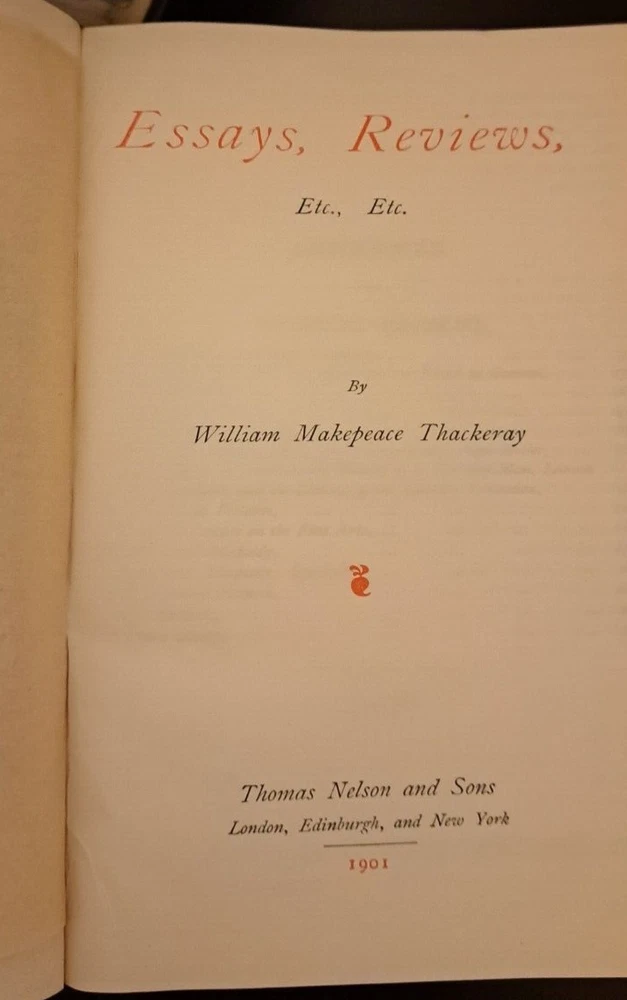 Essays, Reviews,
Etc., Etc.
By
William Makepeace Thackeray
Thomas Nelson and Sons
London, Edinburgh, and New York
1901